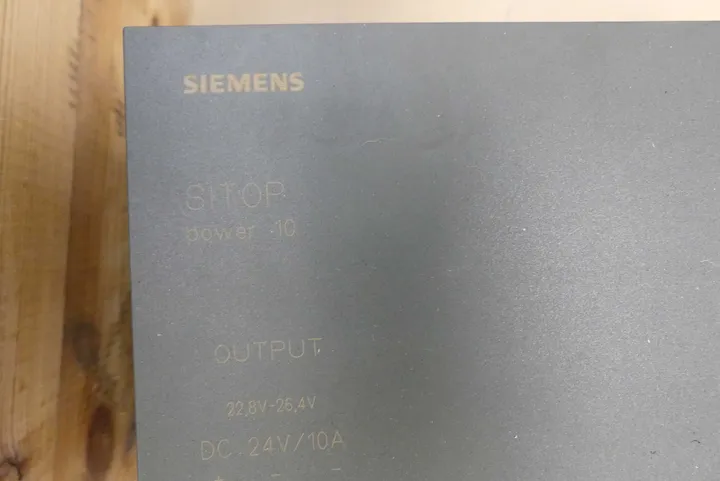 SIEMENS
SITOP
power 10
OUTPUT
22,8V-26,4V
DC 24V/10A
+ - -